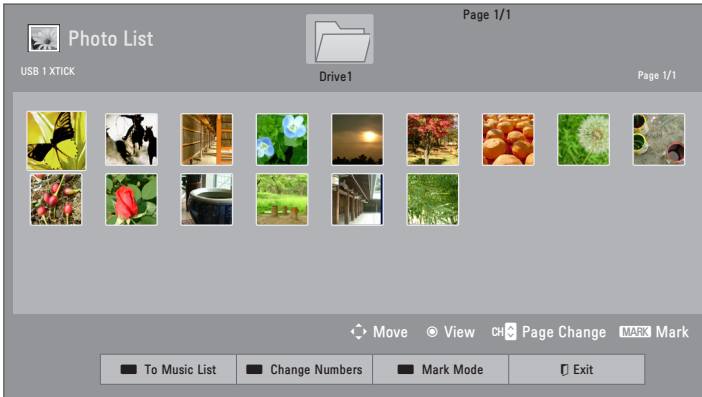 Page 1/1
Photo List
USB 1 XTICK
Drive1
Page 1/1
Move View CH Page Change MARK Mark
To Music List Change Numbers Mark Mode Exit